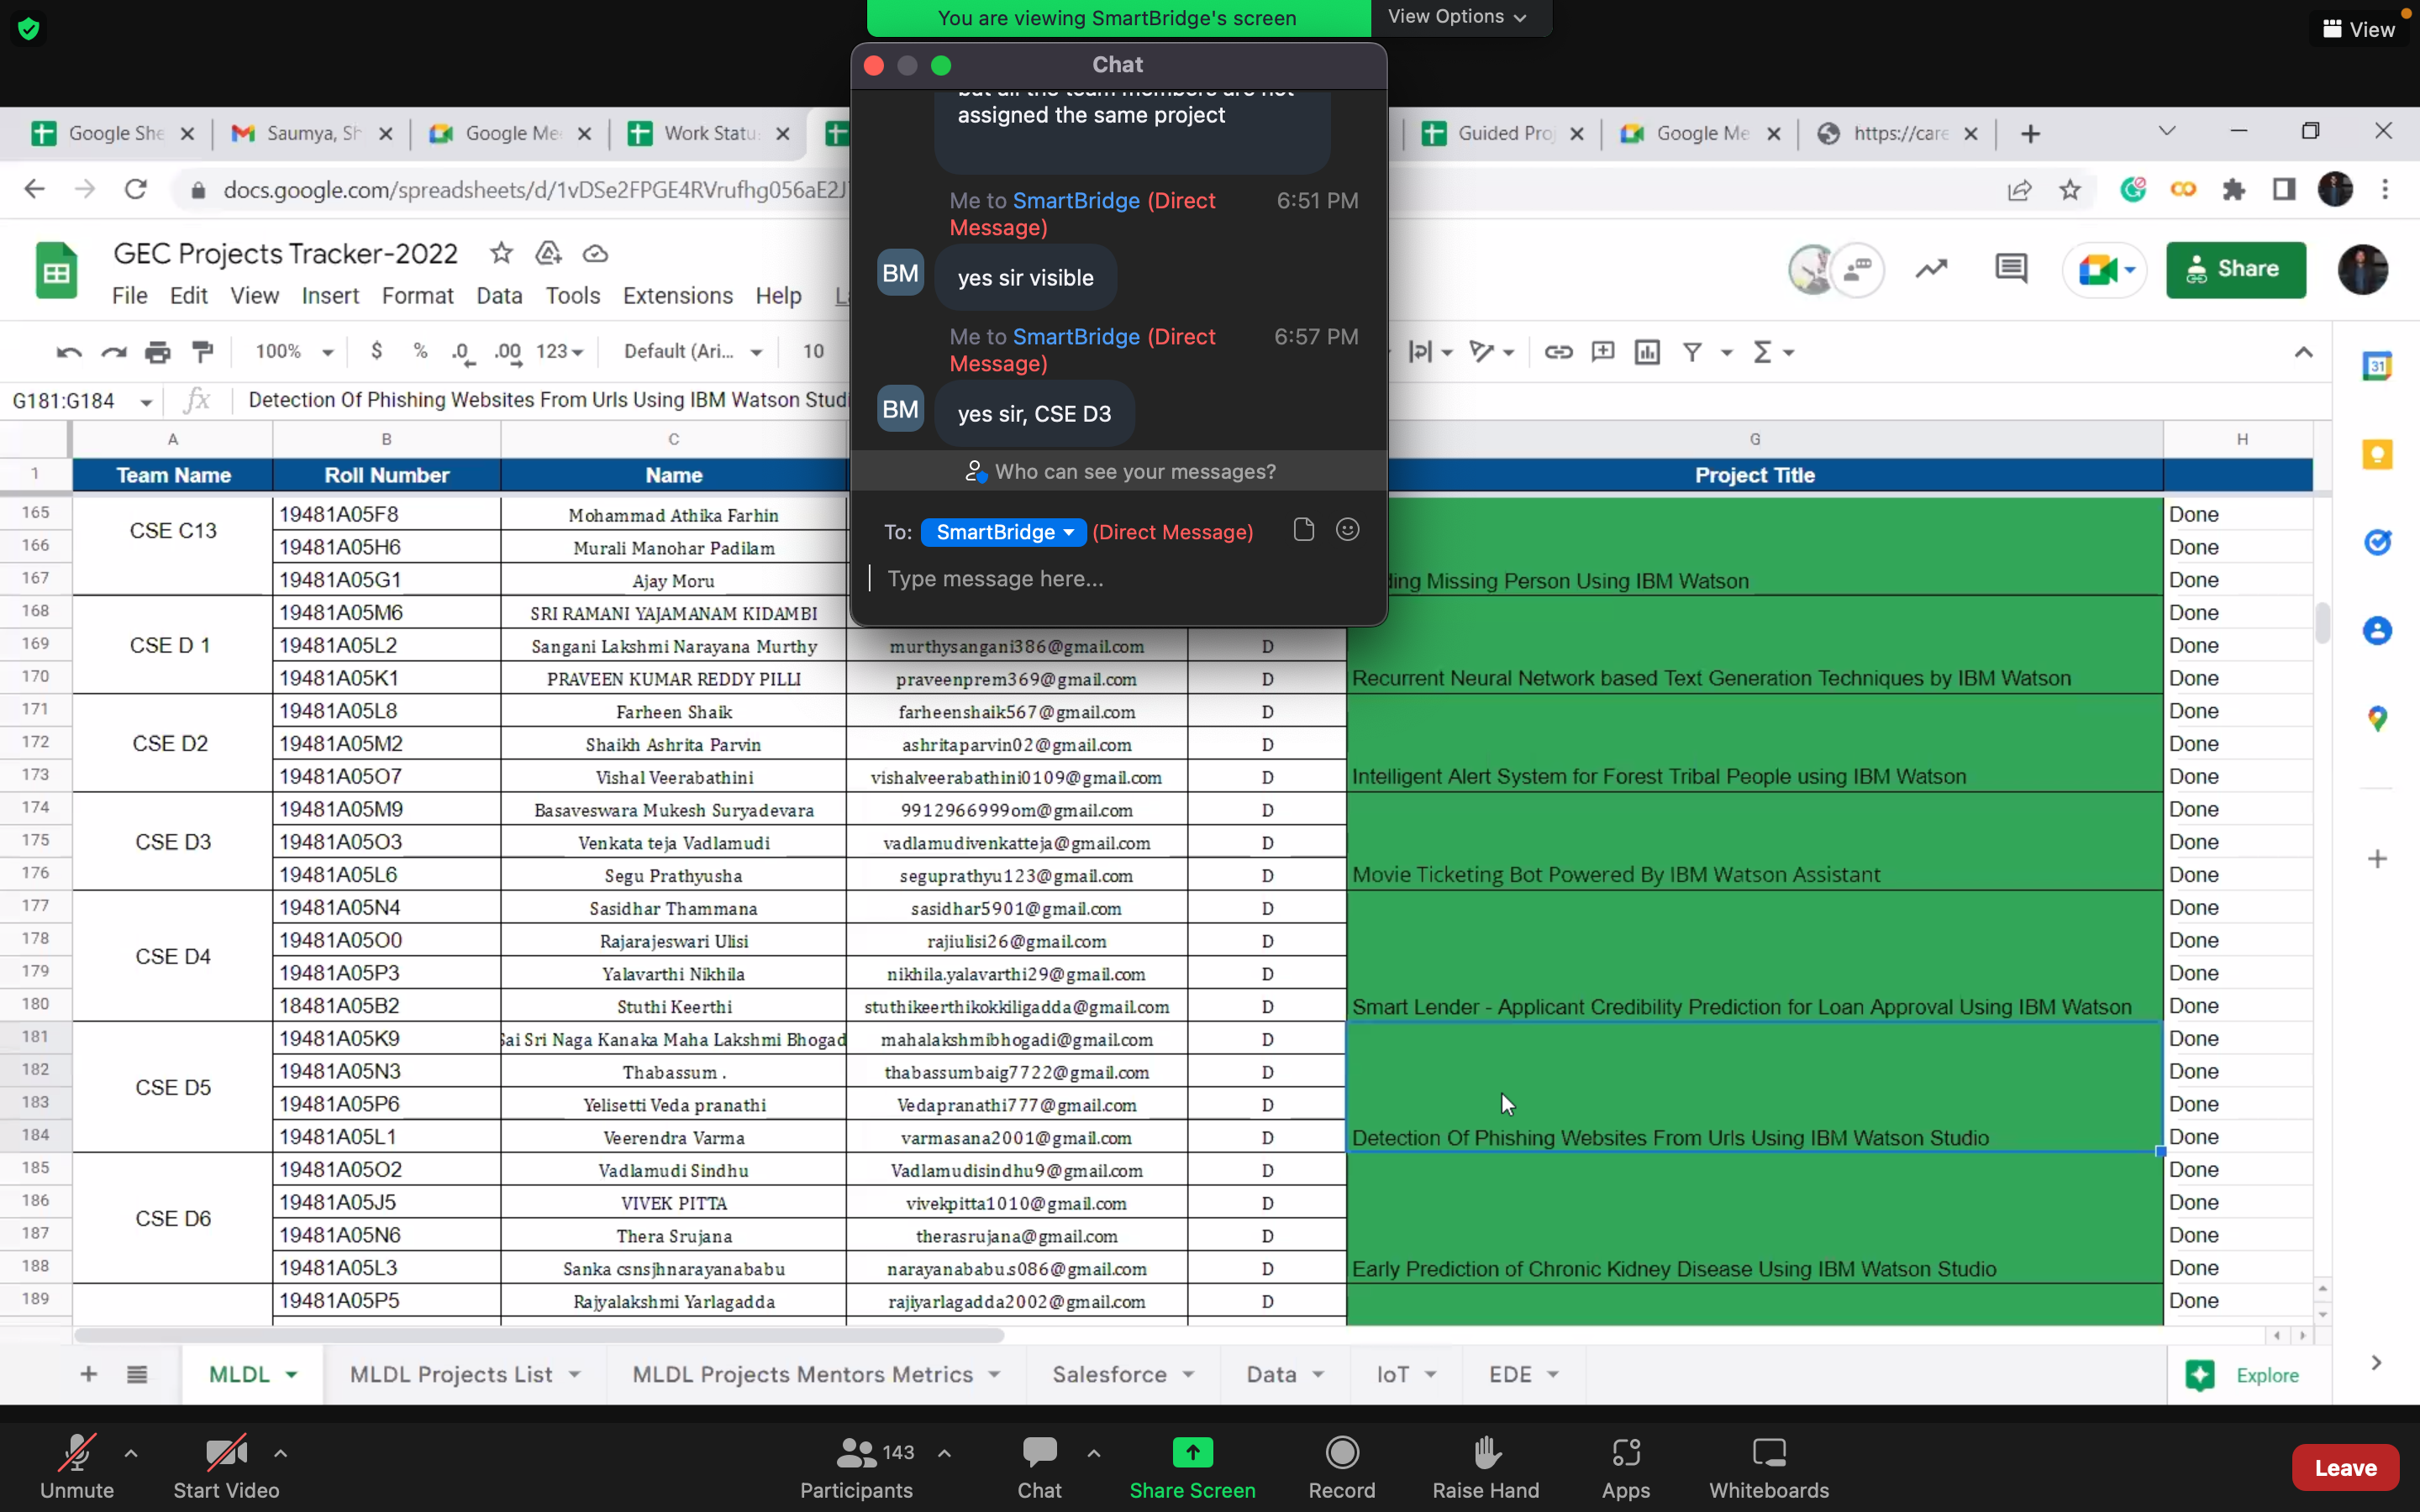 You are viewing SmartBridge's screen
View Options
View
Chat
but all the team members are not
assigned the same project
Me to SmartBridge (Direct Message) 6:51 PM
BM
yes sir visible
Me to SmartBridge (Direct Message) 6:57 PM
BM
yes sir, CSE D3
Who can see your messages?
To: SmartBridge (Direct Message)
Type message here...
Google She
Saumya, Sh
Google Me
Work Statu
Guided Pro
Google Me
https://care
docs.google.com/spreadsheets/d/1vDSe2FPGE4RVrufhg056aE2J
GEC Projects Tracker-2022
File Edit View Insert Format Data Tools Extensions Help
Share
100% $ % .0 .00 123 Default (Ari... 10
31
G181:G184 fx Detection Of Phishing Websites From Urls Using IBM Watson Studi
A B C G H
1 Team Name Roll Number Name Project Title
165 19481A05F8 Mohammad Athika Farhin Done
CSE C13
166 19481A05H6 Murali Manohar Padilam Done
167 19481A05G1 Ajay Moru Missing Person Using IBM Watson Done
168 19481A05M6 SRI RAMANI YAJAMANAM KIDAMBI Done
169 CSE D 1 19481A05L2 Sangani Lakshmi Narayana Murthy murthysangani386@gmail.com D Done
170 19481A05K1 PRAVEEN KUMAR REDDY PILLI praveenprem369@gmail.com D Recurrent Neural Network based Text Generation Techniques by IBM Watson Done
171 19481A05L8 Farheen Shaik farheenshaik567@gmail.com D Done
172 CSE D2 19481A05M2 Shaikh Ashrita Parvin ashritaparvin02@gmail.com D Done
173 19481A05O7 Vishal Veerabathini vishalveerabathini0109@gmail.com D Intelligent Alert System for Forest Tribal People using IBM Watson Done
174 19481A05M9 Basaveswara Mukesh Suryadevara 9912966999om@gmail.com D Done
175 CSE D3 19481A05O3 Venkata teja Vadlamudi vadlamudivenkatteja@gmail.com D Done
176 19481A05L6 Segu Prathyusha seguprathyu123@gmail.com D Movie Ticketing Bot Powered By IBM Watson Assistant Done
177 19481A05N4 Sasidhar Thammana sasidhar5901@gmail.com D Done
178 19481A05O0 Rajarajeswari Ulisi rajiulisi26@gmail.com D Done
CSE D4
179 19481A05P3 Yalavarthi Nikhila nikhila.yalavarthi29@gmail.com D Done
180 18481A05B2 Stuthi Keerthi stuthikeerthikokkiligadda@gmail.com D Smart Lender - Applicant Credibility Prediction for Loan Approval Using IBM Watson Done
181 19481A05K9 Sai Sri Naga Kanaka Maha Lakshmi Bhogad mahalakshmibhogadi@gmail.com D Done
182 19481A05N3 Thabassum . thabassumbaig7722@gmail.com D Done
CSE D5
183 19481A05P6 Yelisetti Veda pranathi Vedapranathi777@gmail.com D Done
184 19481A05L1 Veerendra Varma varmasana2001@gmail.com D Detection Of Phishing Websites From Urls Using IBM Watson Studio Done
185 19481A05O2 Vadlamudi Sindhu Vadlamudisindhu9@gmail.com D Done
186 19481A05J5 VIVEK PITTA vivekpitta1010@gmail.com D Done
CSE D6
187 19481A05N6 Thera Srujana therasrujana@gmail.com D Done
188 19481A05L3 Sanka csnsjhnarayanababu narayanababu.s086@gmail.com D Early Prediction of Chronic Kidney Disease Using IBM Watson Studio Done
189 19481A05P5 Rajyalakshmi Yarlagadda rajiyarlagadda2002@gmail.com D Done
MLDL MLDL Projects List MLDL Projects Mentors Metrics Salesforce Data IoT EDE Explore
143
Unmute Start Video Participants Chat Share Screen Record Raise Hand Apps Whiteboards Leave